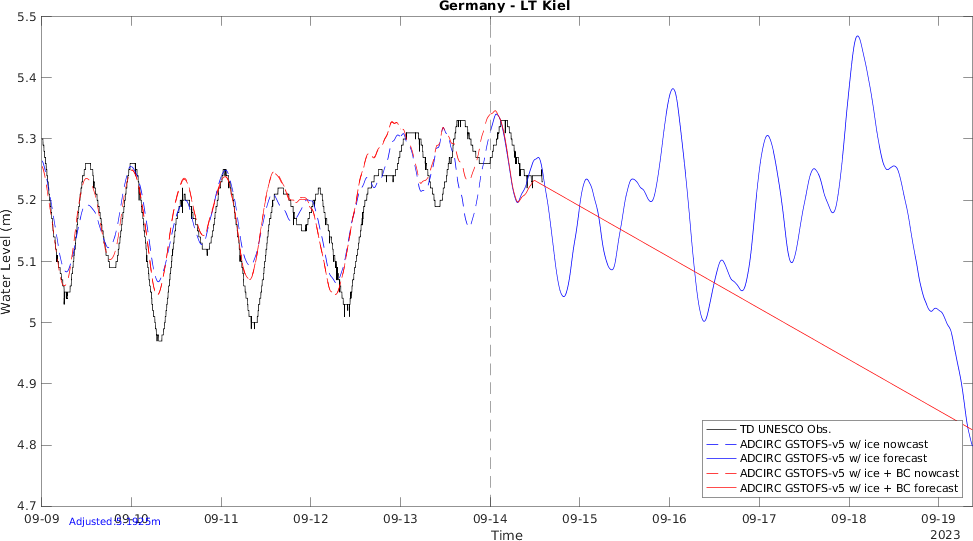 Germany - LT Kiel
5.5
5.4
5.3
5.2
5.1
5
4.9
4.8
4.7
Water Level (m)
TD UNESCO Obs.
ADCIRC GSTOFS-v5 w/ ice nowcast
ADCIRC GSTOFS-v5 w/ ice forecast
ADCIRC GSTOFS-v5 w/ ice + BC nowcast
ADCIRC GSTOFS-v5 w/ ice + BC forecast
09-09 09-10 09-11 09-12 09-13 09-14 09-15 09-16 09-17 09-18 09-19
Adjusted:5.1925m
Time
2023